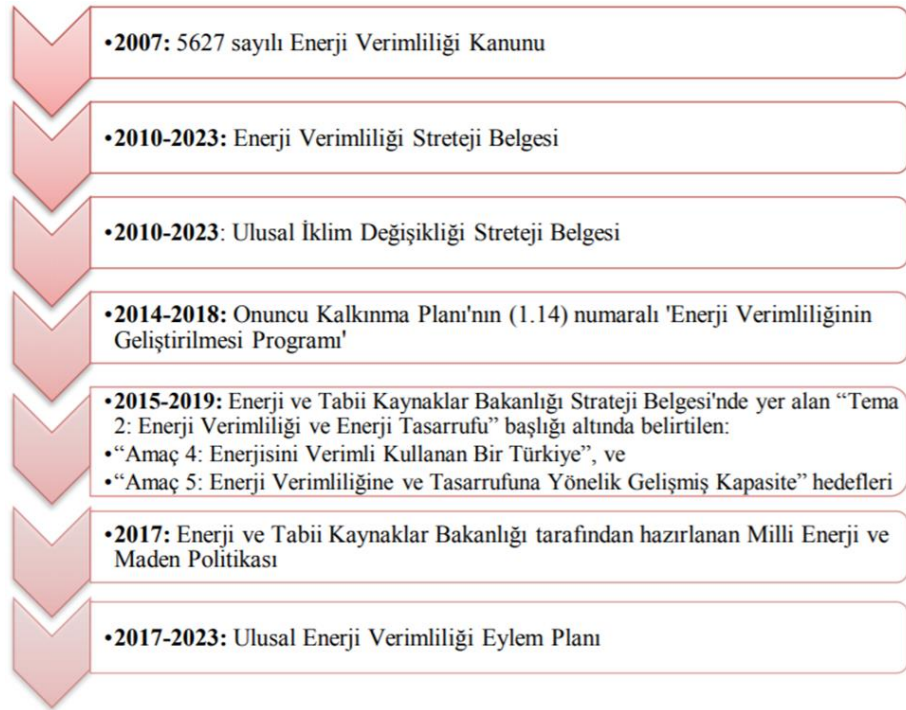 •2007: 5627 sayılı Enerji Verimliliği Kanunu
•2010-2023: Enerji Verimliliği Streteji Belgesi
•2010-2023: Ulusal İklim Değişikliği Streteji Belgesi
•2014-2018: Onuncu Kalkınma Planı'nın (1.14) numaralı 'Enerji Verimliliğinin
Geliştirilmesi Programı'
•2015-2019: Enerji ve Tabii Kaynaklar Bakanlığı Strateji Belgesi'nde yer alan “Tema
2: Enerji Verimliliği ve Enerji Tasarrufu” başlığı altında belirtilen:
•“Amaç 4: Enerjisini Verimli Kullanan Bir Türkiye”, ve
•“Amaç 5: Enerji Verimliliğine ve Tasarrufuna Yönelik Gelişmiş Kapasite” hedefleri
•2017: Enerji ve Tabii Kaynaklar Bakanlığı tarafından hazırlanan Milli Enerji ve
Maden Politikası
•2017-2023: Ulusal Enerji Verimliliği Eylem Planı